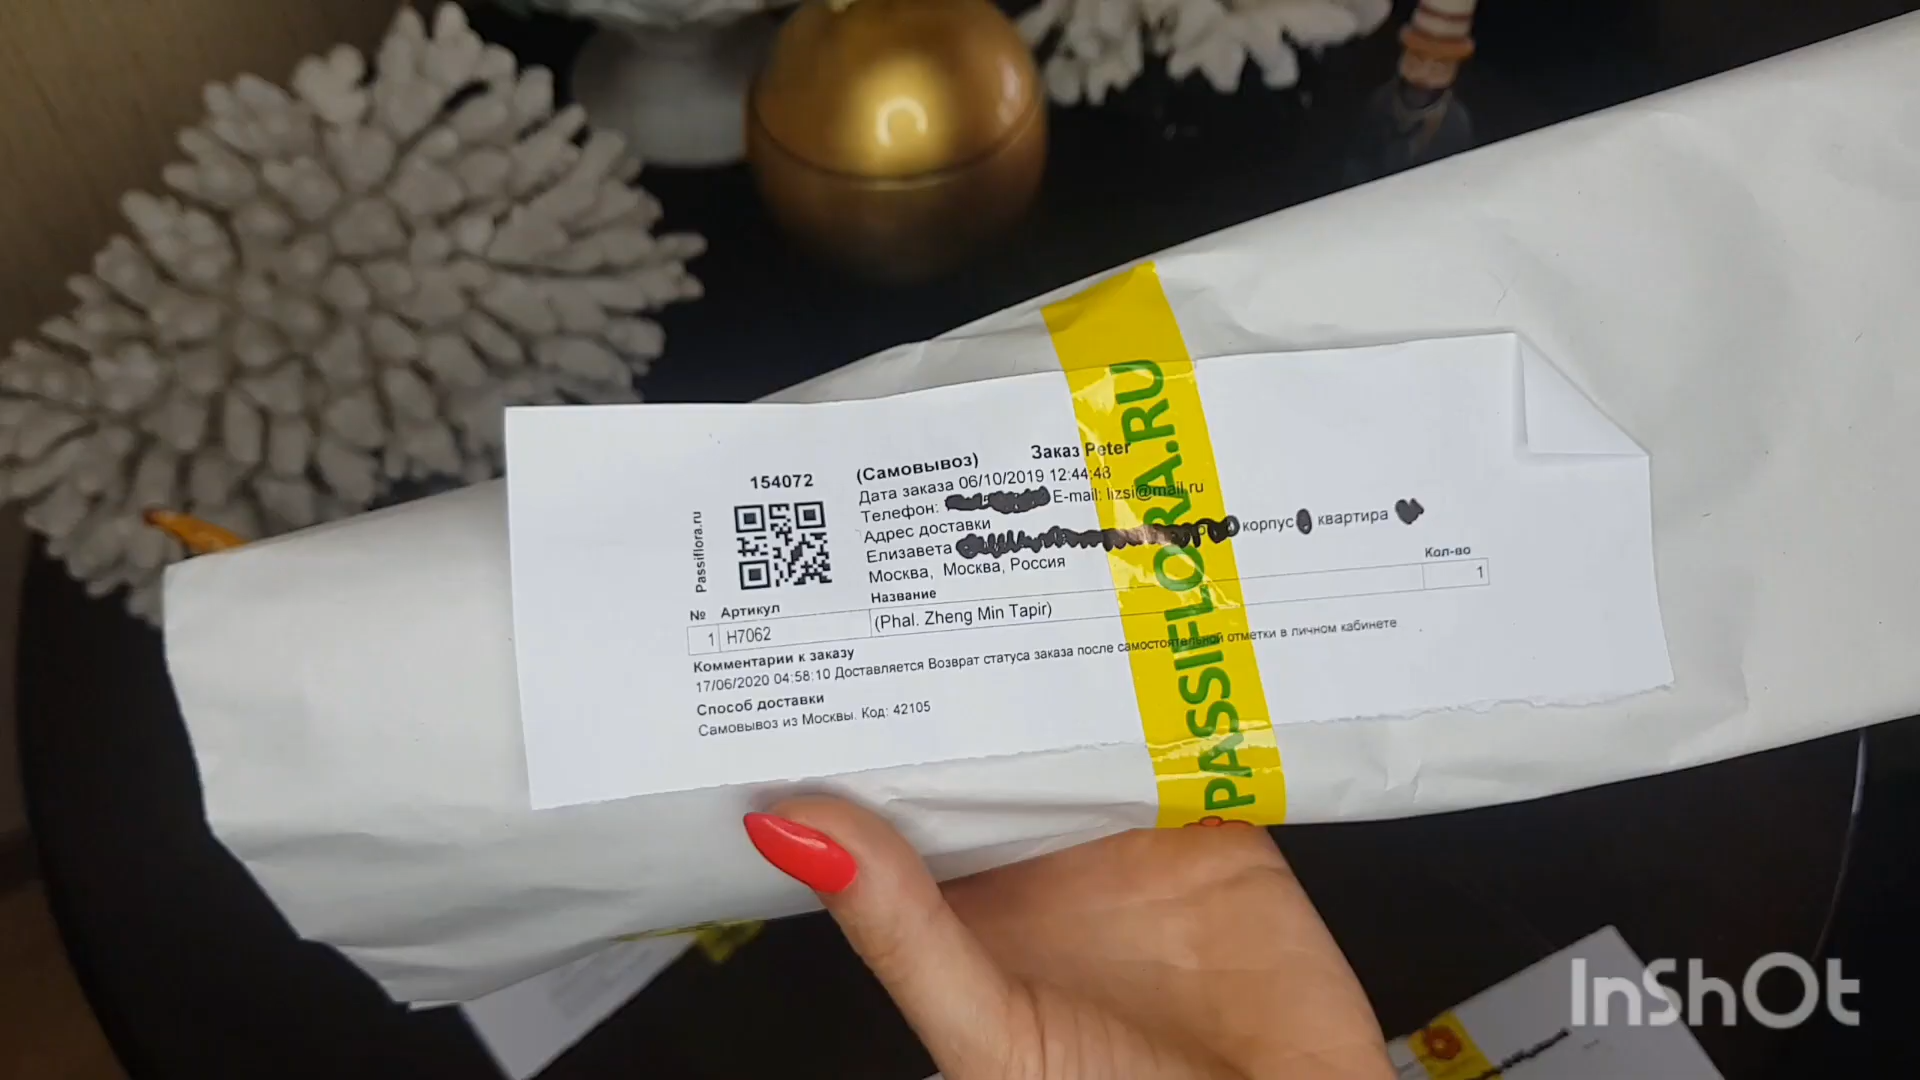 154072
(Самовывоз) Заказ Peter
Дата заказа 06/10/2019 12:44:43
Телефон: E-mail: lizsi@mail.ru
Адрес доставки
Елизавета корпус квартира
Москва, Москва, Россия
Passiflora.ru
№ Артикул Название Кол-во
1 H7062 (Phal. Zheng Min Tapir) 1
Комментарии к заказу
17/06/2020 04:58:10 Доставляется Возврат статуса заказа после самостоятельной отметки в личном кабинете
Способ доставки
Самовывоз из Москвы. Код: 42105
PASSIFLORA.RU
InShOt